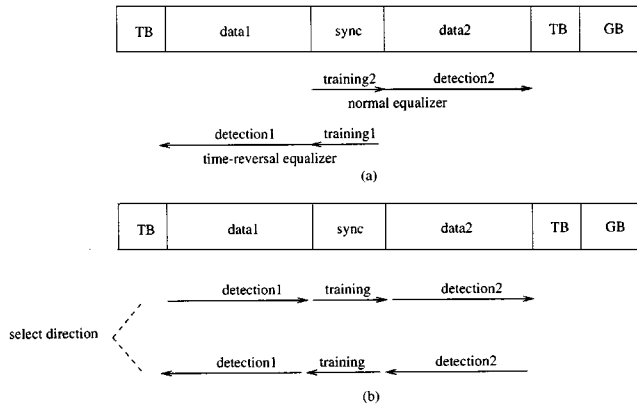 TB data1 sync data2 TB GB
training2 detection2
normal equalizer
detection1 training1
time-reversal equalizer
(a)
TB data1 sync data2 TB GB
detection1 training detection2
select direction
detection1 training detection2
(b)